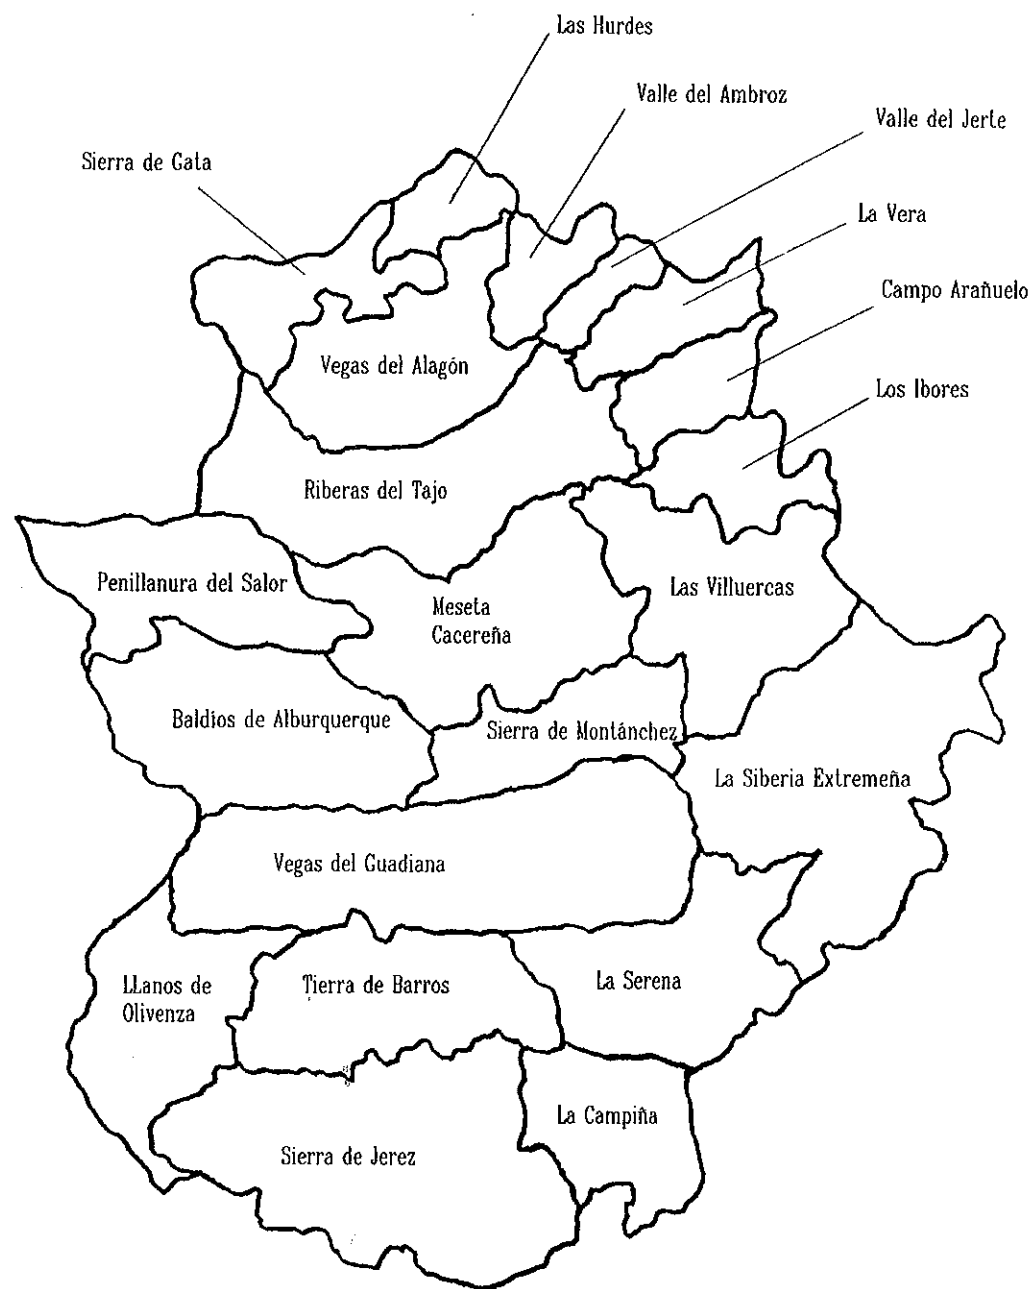 Las Hurdes
Valle del Ambroz
Valle del Jerte
Sierra de Gata
La Vera
Campo Arañuelo
Vegas del Alagón
Los Ibores
Riberas del Tajo
Penillanura del Salor
Las Villuercas
Meseta
Cacereña
Baldíos de Alburquerque
Sierra de Montánchez
La Siberia Extremeña
Vegas del Guadiana
LLanos de
Olivenza
Tierra de Barros
La Serena
La Campiña
Sierra de Jerez